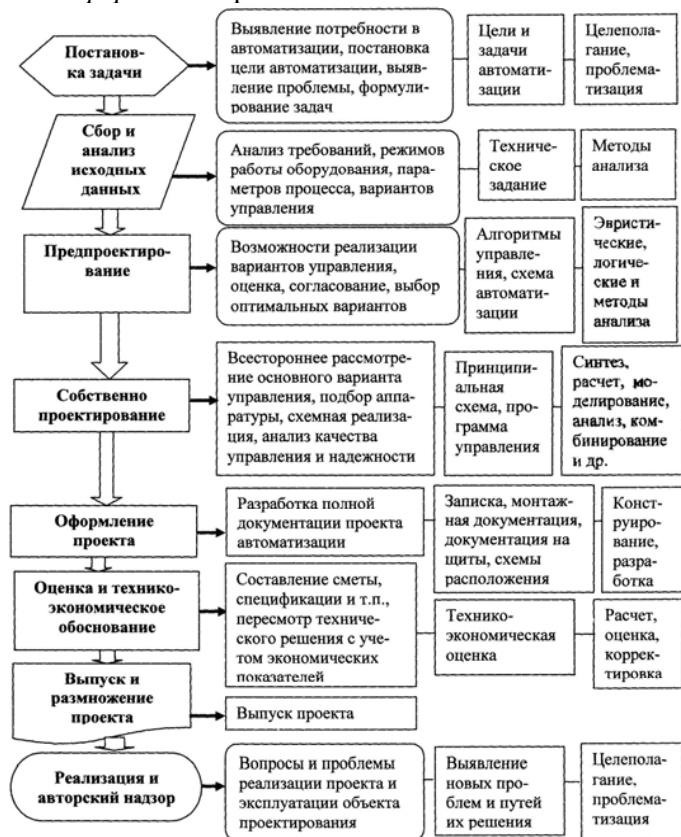 Постанов-
ка задачи
Выявление потребности в
автоматизации, постановка
цели автоматизации, выяв-
ление проблемы, формули-
рование задач
Цели и
задачи
автомати-
зации
Целепола-
гание,
проблема-
тизация
Сбор и
анализ
исходных
данных
Анализ требований, режимов
работы оборудования, пара-
метров процесса, вариантов
управления
Техниче-
ское
задание
Методы
анализа
Предпроектиро-
вание
Возможности реализации
вариантов управления,
оценка, согласование, выбор
оптимальных вариантов
Алгоритмы
управле-
ния, схема
автомати-
зации
Эвристи-
ческие,
логиче-
ские и
методы
анализа
Собственно
проектирование
Всестороннее рассмотре-
ние основного варианта
управления, подбор аппа-
ратуры, схемная реализа-
ция, анализ качества
управления и надежности
Принципи-
альная
схема, про-
грамма
управления
Синтез,
расчет, мо-
делирование,
анализ, ком-
бинирование
и др.
Оформление
проекта
Разработка полной
документации проекта
автоматизации
Записка, монтаж-
ная документация,
документация на
щиты, схемы
расположения
Конст-
руиро-
вание,
разра-
ботка
Оценка и технико-
экономическое
обоснование
Составление сметы,
спецификации и т.п.,
пересмотр техниче-
ского решения с уче-
том экономических
показателей
Технико-
экономическая
оценка
Расчет,
оценка,
коррек-
тировка
Выпуск и
размножение
проекта
Выпуск проекта
Реализация и
авторский надзор
Вопросы и проблемы
реализации проекта и
эксплуатации объекта
проектирования
Выявление
новых про-
блем и путей
их решения
Целепола-
гание,
проблема-
тизация